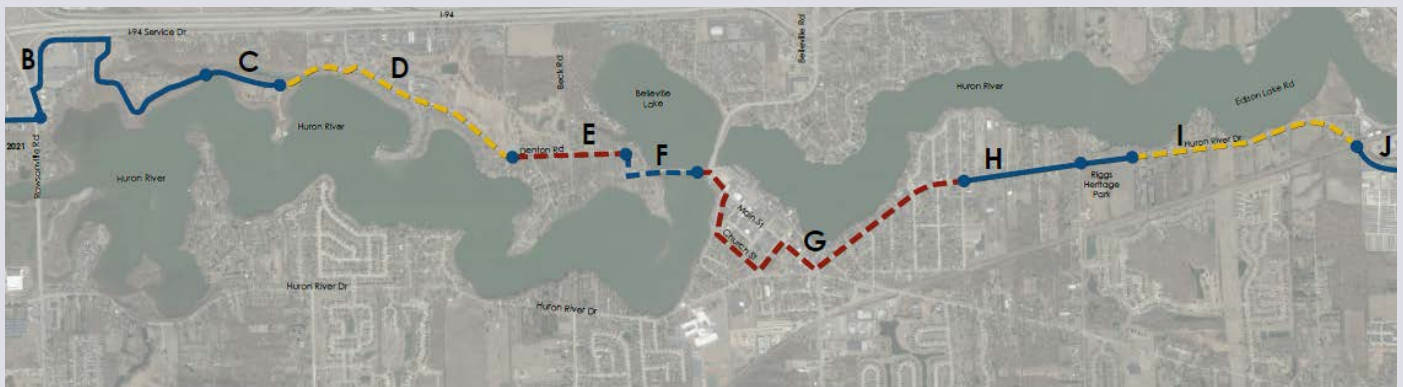 I-94
I-94 Service Dr
B
C
D
2021
Rawsonville Rd
Huron River
Huron River
Huron River Dr
Beck Rd
Denton Rd
E
Belleville
Lake
F
Belleville Rd
Huron River Dr
Main St
Church St
G
Huron River
H
Riggs
Heritage
Park
Edison Lake Rd
I
Huron River Dr
J